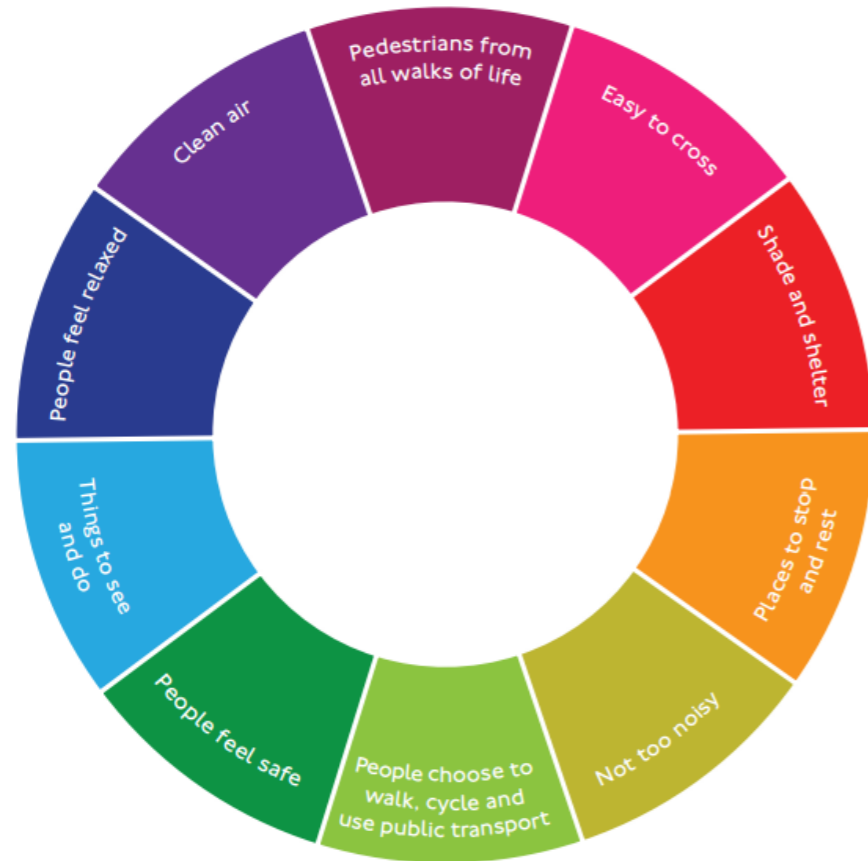 Pedestrians from
all walks of life
Easy to cross
Shade and shelter
Places to stop
and rest
Not too noisy
People choose to
walk, cycle and
use public transport
People feel safe
Things to see
and do
People feel relaxed
Clean air